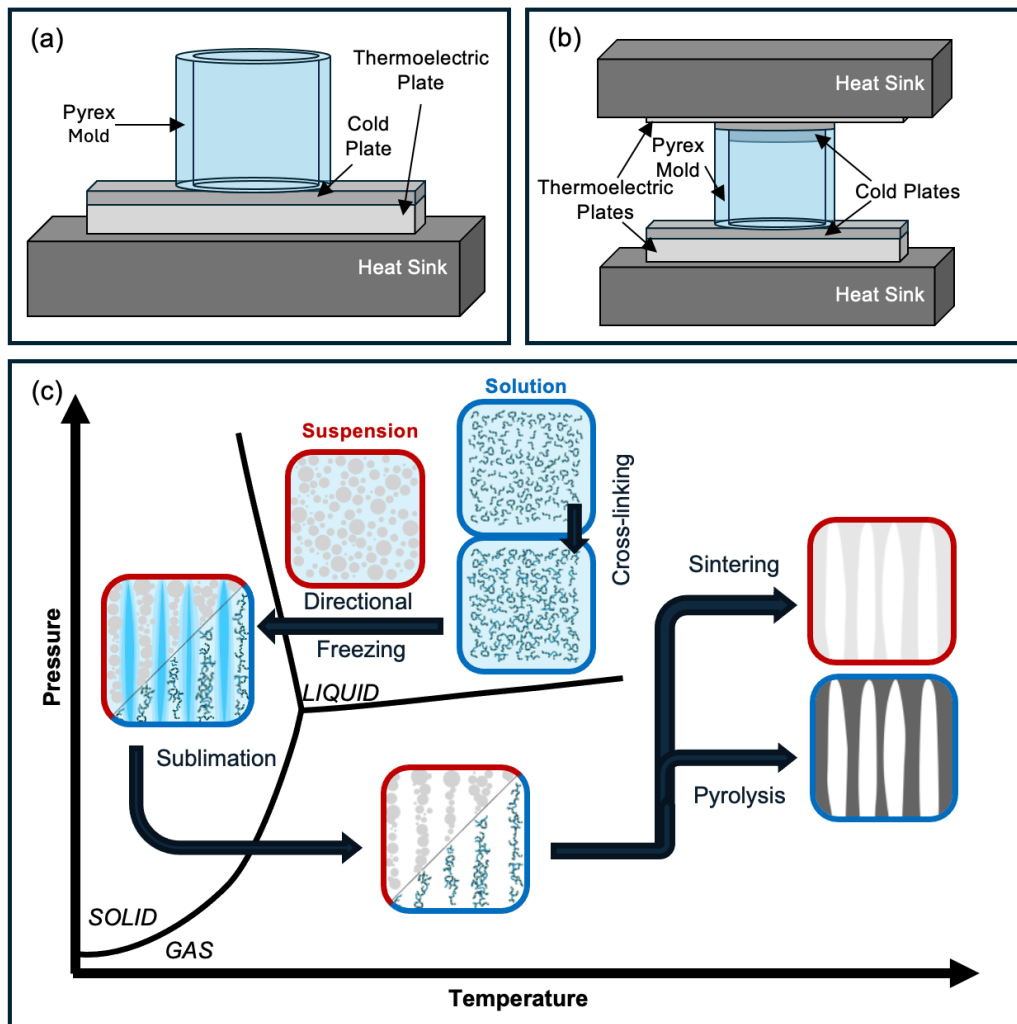 (a)
Thermoelectric
Plate
Pyrex
Mold
Cold
Plate
Heat Sink
(b)
Heat Sink
Pyrex
Mold
Thermoelectric
Plates
Cold Plates
Heat Sink
(c)
Solution
Suspension
Cross-linking
Directional
Freezing
Sintering
Pressure
LIQUID
Sublimation
Pyrolysis
SOLID
GAS
Temperature